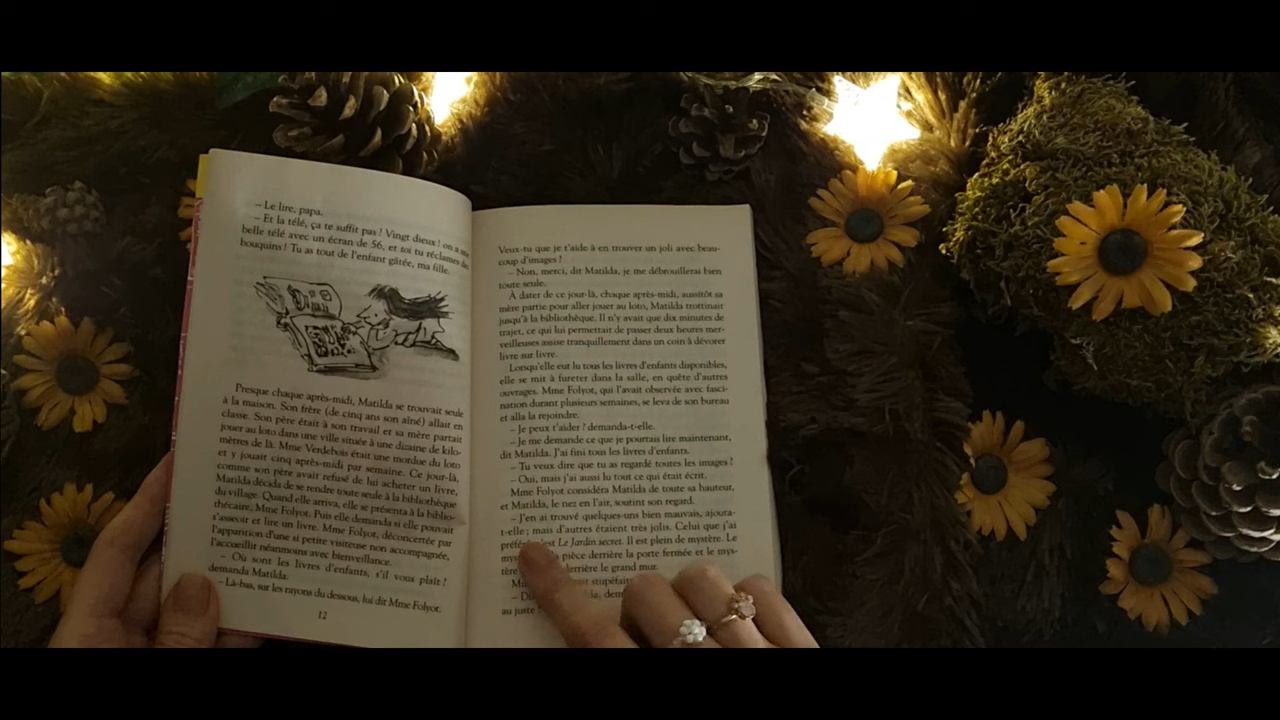 – Le lire, papa.
– Et la télé, ça te suffit pas ! Vingt dieux ! on a une
belle télé avec un écran de 56, et toi tu réclames des
bouquins ! Tu as tout de l'enfant gâtée, ma fille.
Presque chaque après-midi, Matilda se trouvait seule
à la maison. Son frère (de cinq ans son aîné) allait en
classe. Son père était à son travail et sa mère partait
jouer au loto dans une ville située à une dizaine de kilo-
mètres de là. Mme Verdebois était une mordue du loto
et y jouait cinq après-midi par semaine. Ce jour-là,
comme son père avait refusé de lui acheter un livre,
Matilda décida de se rendre toute seule à la bibliothèque
du village. Quand elle arriva, elle se présenta à la biblio-
thécaire, Mme Folyot. Puis elle demanda si elle pouvait
s'asseoir et lire un livre. Mme Folyot, déconcertée par
l'apparition d'une si petite visiteuse non accompagnée,
l'accueillit néanmoins avec bienveillance.
– Où sont les livres d'enfants, s'il vous plaît ?
demanda Matilda.
– Là-bas, sur les rayons du dessous, lui dit Mme Folyot.
12
Veux-tu que je t'aide à en trouver un joli avec beau-
coup d'images ?
– Non, merci, dit Matilda, je me débrouillerai bien
toute seule.
À dater de ce jour-là, chaque après-midi, aussitôt sa
mère partie pour aller jouer au loto, Matilda trottinait
jusqu'à la bibliothèque. Il n'y avait que dix minutes de
trajet, ce qui lui permettait de passer deux heures mer-
veilleuses assise tranquillement dans un coin à dévorer
livre sur livre.
Lorsqu'elle eut lu tous les livres d'enfants disponibles,
elle se mit à fureter dans la salle, en quête d'autres
ouvrages. Mme Folyot, qui l'avait observée avec fasci-
nation durant plusieurs semaines, se leva de son bureau
et alla la rejoindre.
– Je peux t'aider ? demanda-t-elle.
– Je me demande ce que je pourrais lire maintenant,
dit Matilda. J'ai fini tous les livres d'enfants.
– Tu veux dire que tu as regardé toutes les images ?
– Oui, mais j'ai aussi lu tout ce qui était écrit.
Mme Folyot considéra Matilda de toute sa hauteur,
et Matilda, le nez en l'air, soutint son regard.
– J'en ai trouvé quelques-uns bien mauvais, ajouta-
t-elle ; mais d'autres étaient très jolis. Celui que j'ai
préféré c'est Le Jardin secret. Il est plein de mystère. Le
la pièce derrière la porte fermée et le mys-
tère derrière le grand mur.
au juste